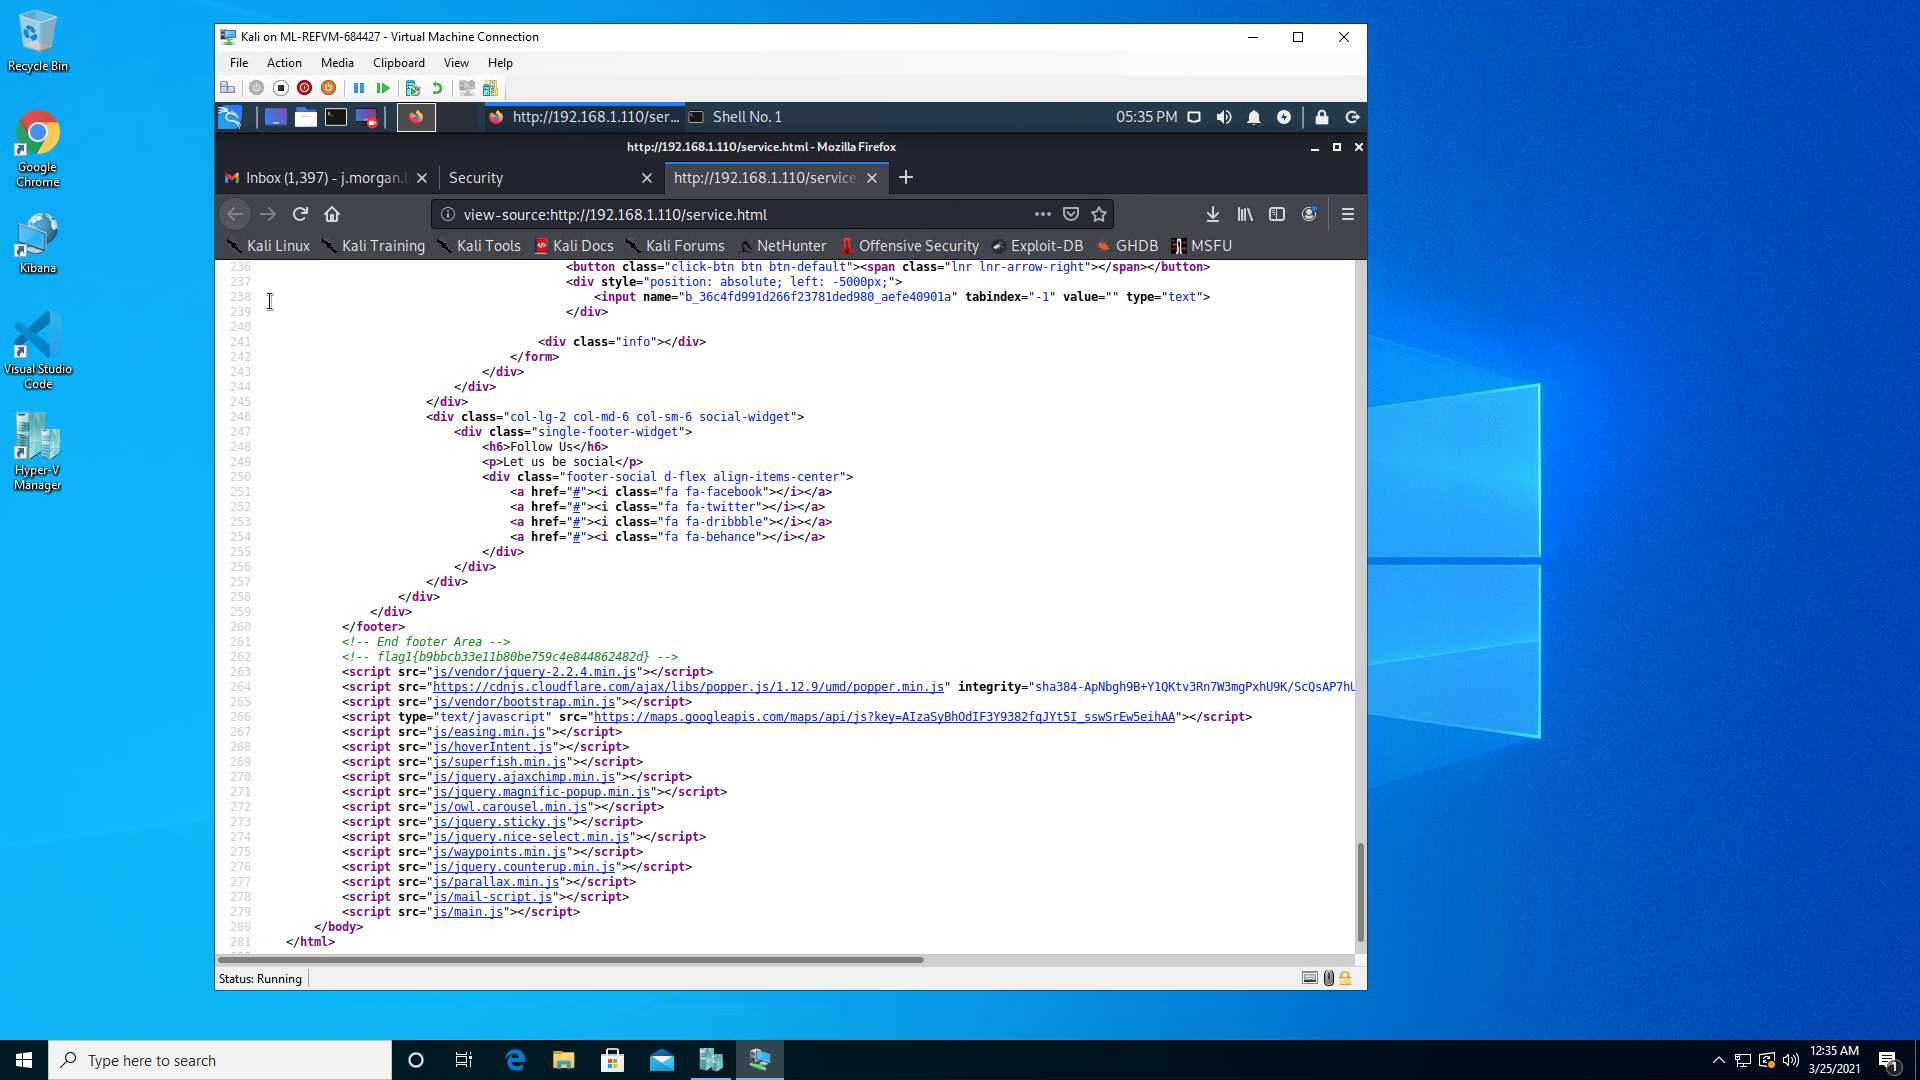 Recycle Bin
Google
Chrome
Kibana
Visual Studio
Code
Hyper-V
Manager
Kali on ML-REFVM-684427 - Virtual Machine Connection
File Action Media Clipboard View Help
http://192.168.1.110/ser... Shell No. 1 05:35 PM
http://192.168.1.110/service.html - Mozilla Firefox
Inbox (1,397) - j.morgan.l Security http://192.168.1.110/service.
view-source:http://192.168.1.110/service.html
Kali Linux Kali Training Kali Tools Kali Docs Kali Forums NetHunter Offensive Security Exploit-DB GHDB MSFU
236 <button class="click-btn btn btn-default"><span class="lnr lnr-arrow-right"></span></button>
237 <div style="position: absolute; left: -5000px;">
238 <input name="b_36c4fd991d266f23781ded980_aefe40901a" tabindex="-1" value="" type="text">
239 </div>
240
241 <div class="info"></div>
242 </form>
243 </div>
244 </div>
245 </div>
246 <div class="col-lg-2 col-md-6 col-sm-6 social-widget">
247 <div class="single-footer-widget">
248 <h6>Follow Us</h6>
249 <p>Let us be social</p>
250 <div class="footer-social d-flex align-items-center">
251 <a href="#"><i class="fa fa-facebook"></i></a>
252 <a href="#"><i class="fa fa-twitter"></i></a>
253 <a href="#"><i class="fa fa-dribbble"></i></a>
254 <a href="#"><i class="fa fa-behance"></i></a>
255 </div>
256 </div>
257 </div>
258 </div>
259 </div>
260 </footer>
261 <!-- End footer Area -->
262 <!-- flag1{b9bbcb33e11b80be759c4e844862482d} -->
263 <script src="js/vendor/jquery-2.2.4.min.js"></script>
264 <script src="https://cdnjs.cloudflare.com/ajax/libs/popper.js/1.12.9/umd/popper.min.js" integrity="sha384-ApNbgh9B+Y1QKtv3Rn7W3mgPxhU9K/ScQsAP7hU
265 <script src="js/vendor/bootstrap.min.js"></script>
266 <script type="text/javascript" src="https://maps.googleapis.com/maps/api/js?key=AIzaSyBhOdIF3Y9382fqJYt5I_sswSrEw5eihAA"></script>
267 <script src="js/easing.min.js"></script>
268 <script src="js/hoverIntent.js"></script>
269 <script src="js/superfish.min.js"></script>
270 <script src="js/jquery.ajaxchimp.min.js"></script>
271 <script src="js/jquery.magnific-popup.min.js"></script>
272 <script src="js/owl.carousel.min.js"></script>
273 <script src="js/jquery.sticky.js"></script>
274 <script src="js/jquery.nice-select.min.js"></script>
275 <script src="js/waypoints.min.js"></script>
276 <script src="js/jquery.counterup.min.js"></script>
277 <script src="js/parallax.min.js"></script>
278 <script src="js/mail-script.js"></script>
279 <script src="js/main.js"></script>
280 </body>
281 </html>
Status: Running
Type here to search
12:35 AM
3/25/2021
1